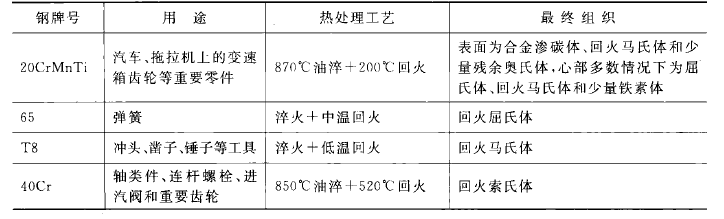 钢牌号 用途 热处理工艺 最终组织
20CrMnTi 汽车、拖拉机上的变速箱齿轮等重要零件 870℃油淬+200℃回火 表面为合金渗碳体、回火马氏体和少量残余奥氏体,心部多数情况下为屈氏体、回火马氏体和少量铁素体
65 弹簧 淬火+中温回火 回火屈氏体
T8 冲头、凿子、锤子等工具 淬火+低温回火 回火马氏体
40Cr 轴类件、连杆螺栓、进汽阀和重要齿轮 850℃油淬+520℃回火 回火索氏体